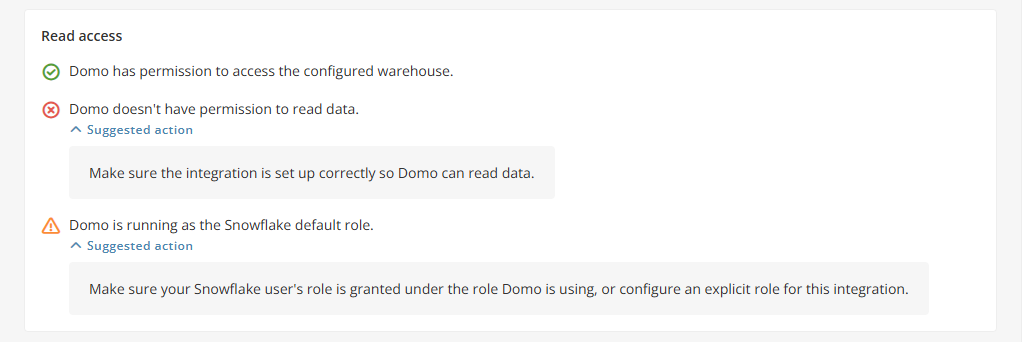 Read access
Domo has permission to access the configured warehouse.
Domo doesn't have permission to read data.
Suggested action
Make sure the integration is set up correctly so Domo can read data.
Domo is running as the Snowflake default role.
Suggested action
Make sure your Snowflake user's role is granted under the role Domo is using, or configure an explicit role for this integration.